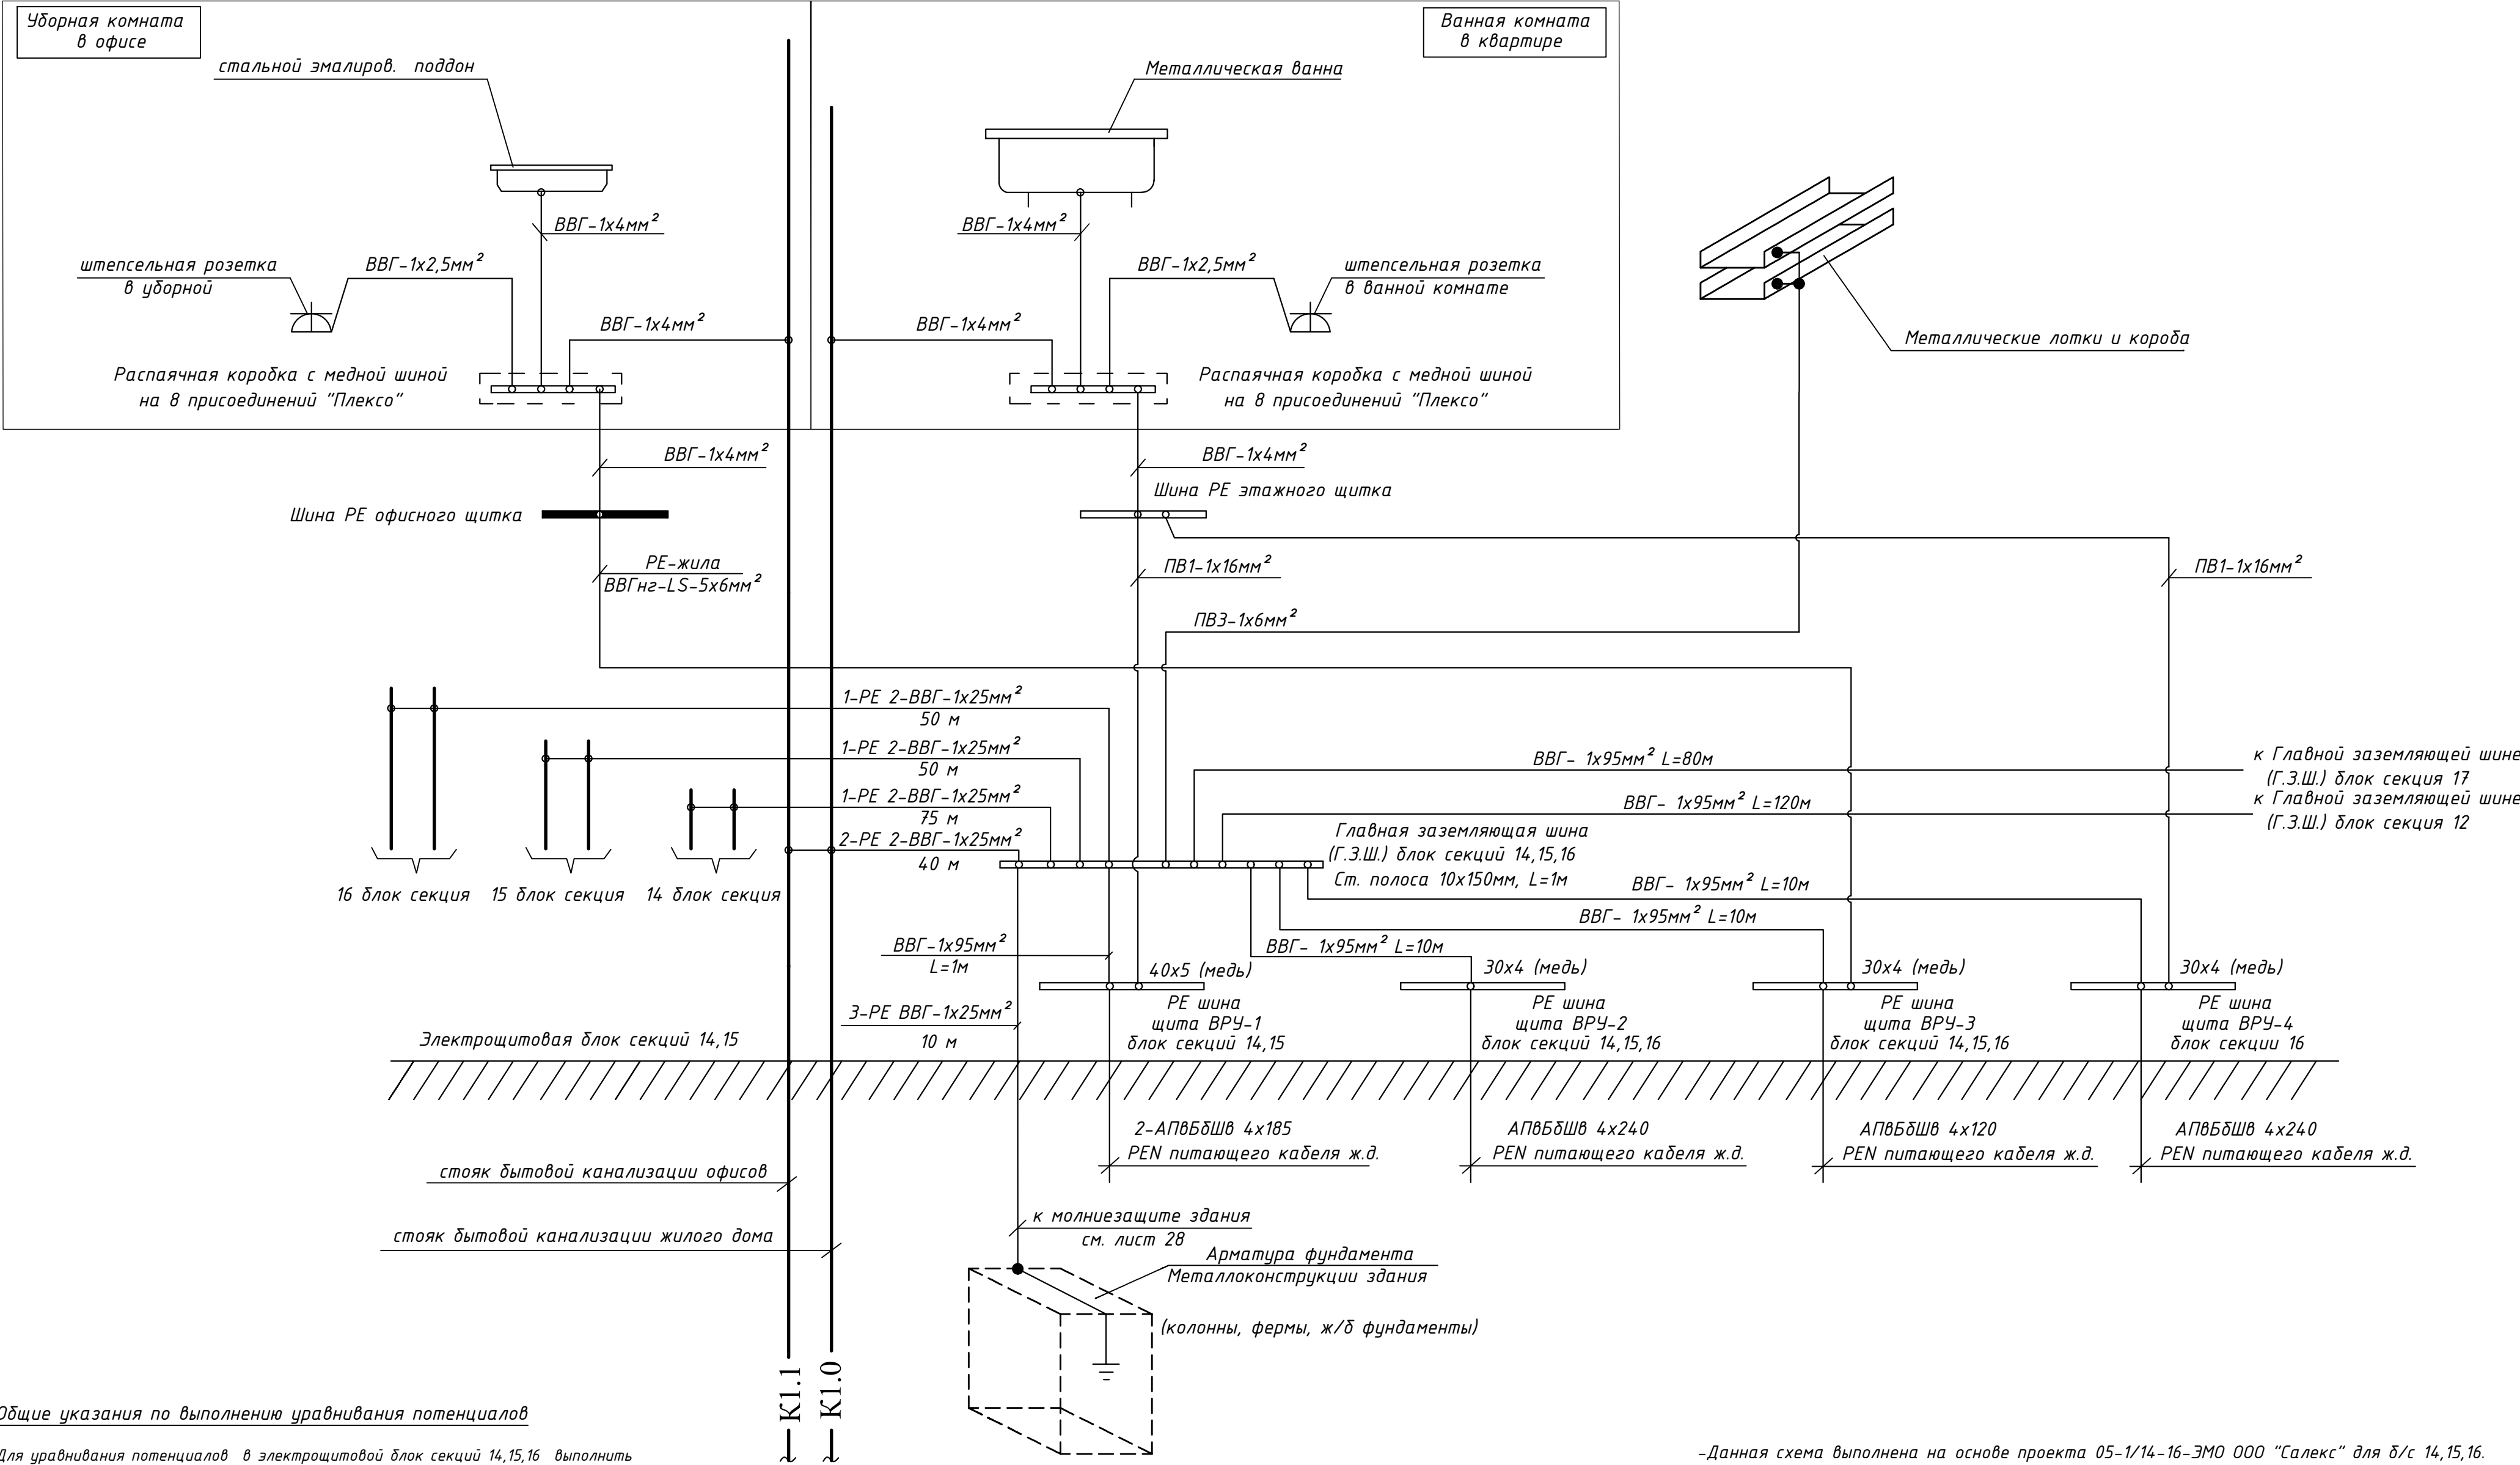 Уборная комната
в офисе
Ванная комната
в квартире
стальной эмалиров. поддон
Металлическая ванна
ВВГ-1х4мм²
ВВГ-1х4мм²
штепсельная розетка
в уборной
ВВГ-1х2,5мм²
ВВГ-1х2,5мм²
штепсельная розетка
в ванной комнате
ВВГ-1х4мм²
ВВГ-1х4мм²
Металлические лотки и короба
Распаячная коробка с медной шиной
на 8 присоединений "Плексо"
Распаячная коробка с медной шиной
на 8 присоединений "Плексо"
ВВГ-1х4мм²
ВВГ-1х4мм²
Шина РЕ офисного щитка
Шина РЕ этажного щитка
РЕ-жила
ВВГнг-LS-5х6мм²
ПВ1-1х16мм²
ПВ1-1х16мм²
ПВ3-1х6мм²
1-РЕ 2-ВВГ-1х25мм²
50 м
1-РЕ 2-ВВГ-1х25мм²
50 м
1-РЕ 2-ВВГ-1х25мм²
75 м
2-РЕ 2-ВВГ-1х25мм²
40 м
ВВГ- 1х95мм² L=80м
к Главной заземляющей шине
(Г.З.Ш.) блок секция 17
ВВГ- 1х95мм² L=120м
к Главной заземляющей шине
(Г.З.Ш.) блок секция 12
Главная заземляющая шина
(Г.З.Ш.) блок секций 14,15,16
Ст. полоса 10х150мм, L=1м
16 блок секция
15 блок секция
14 блок секция
ВВГ- 1х95мм² L=10м
ВВГ- 1х95мм² L=10м
ВВГ- 1х95мм² L=10м
ВВГ-1х95мм²
L=1м
40х5 (медь)
РЕ шина
щита ВРУ-1
блок секций 14,15
30х4 (медь)
РЕ шина
щита ВРУ-2
блок секций 14,15,16
30х4 (медь)
РЕ шина
щита ВРУ-3
блок секций 14,15,16
30х4 (медь)
РЕ шина
щита ВРУ-4
блок секции 16
3-РЕ ВВГ-1х25мм²
10 м
Электрощитовая блок секций 14,15
2-АПвБбШв 4х185
PEN питающего кабеля ж.д.
АПвБбШв 4х240
PEN питающего кабеля ж.д.
АПвБбШв 4х120
PEN питающего кабеля ж.д.
АПвБбШв 4х240
PEN питающего кабеля ж.д.
стояк бытовой канализации офисов
стояк бытовой канализации жилого дома
к молниезащите здания
см. лист 28
Арматура фундамента
Металлоконструкции здания
(колонны, фермы, ж/б фундаменты)
К1.1
К1.0
Общие указания по выполнению уравнивания потенциалов
Для уравнивания потенциалов в электрощитовой блок секций 14,15,16 выполнить
-Данная схема выполнена на основе проекта 05-1/14-16-ЭМО ООО "Салекс" для б/с 14,15,16.